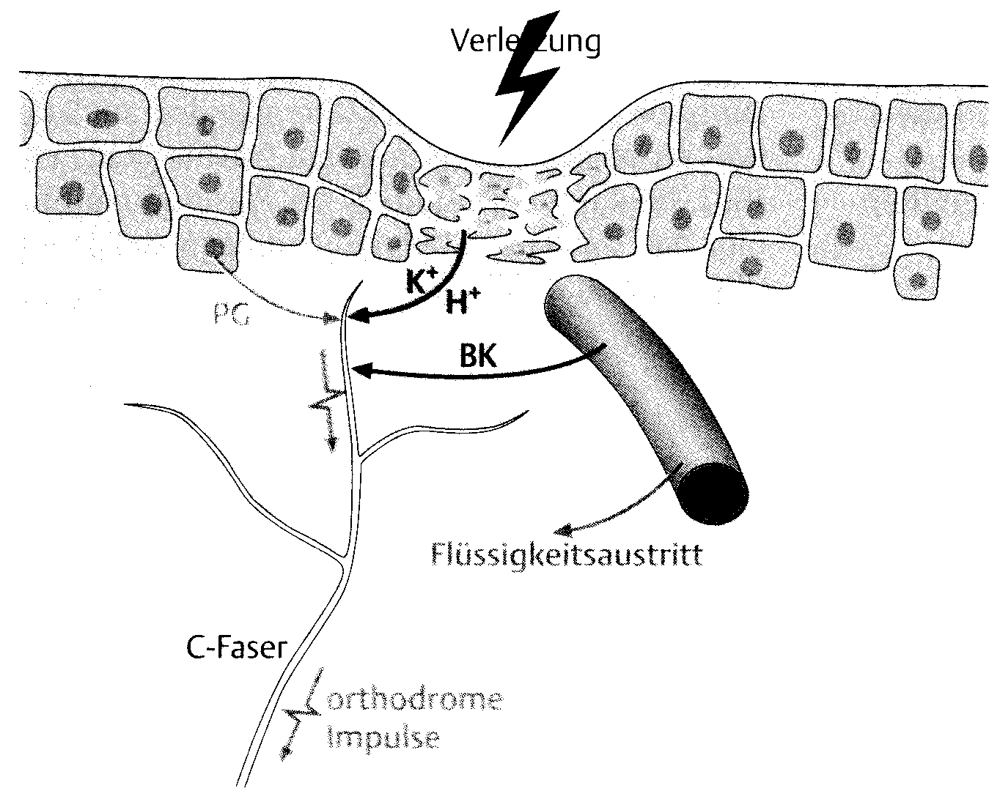 Verletzung
K⁺
H⁺
PG
BK
Flüssigkeitsaustritt
C-Faser
orthodrome
Impulse